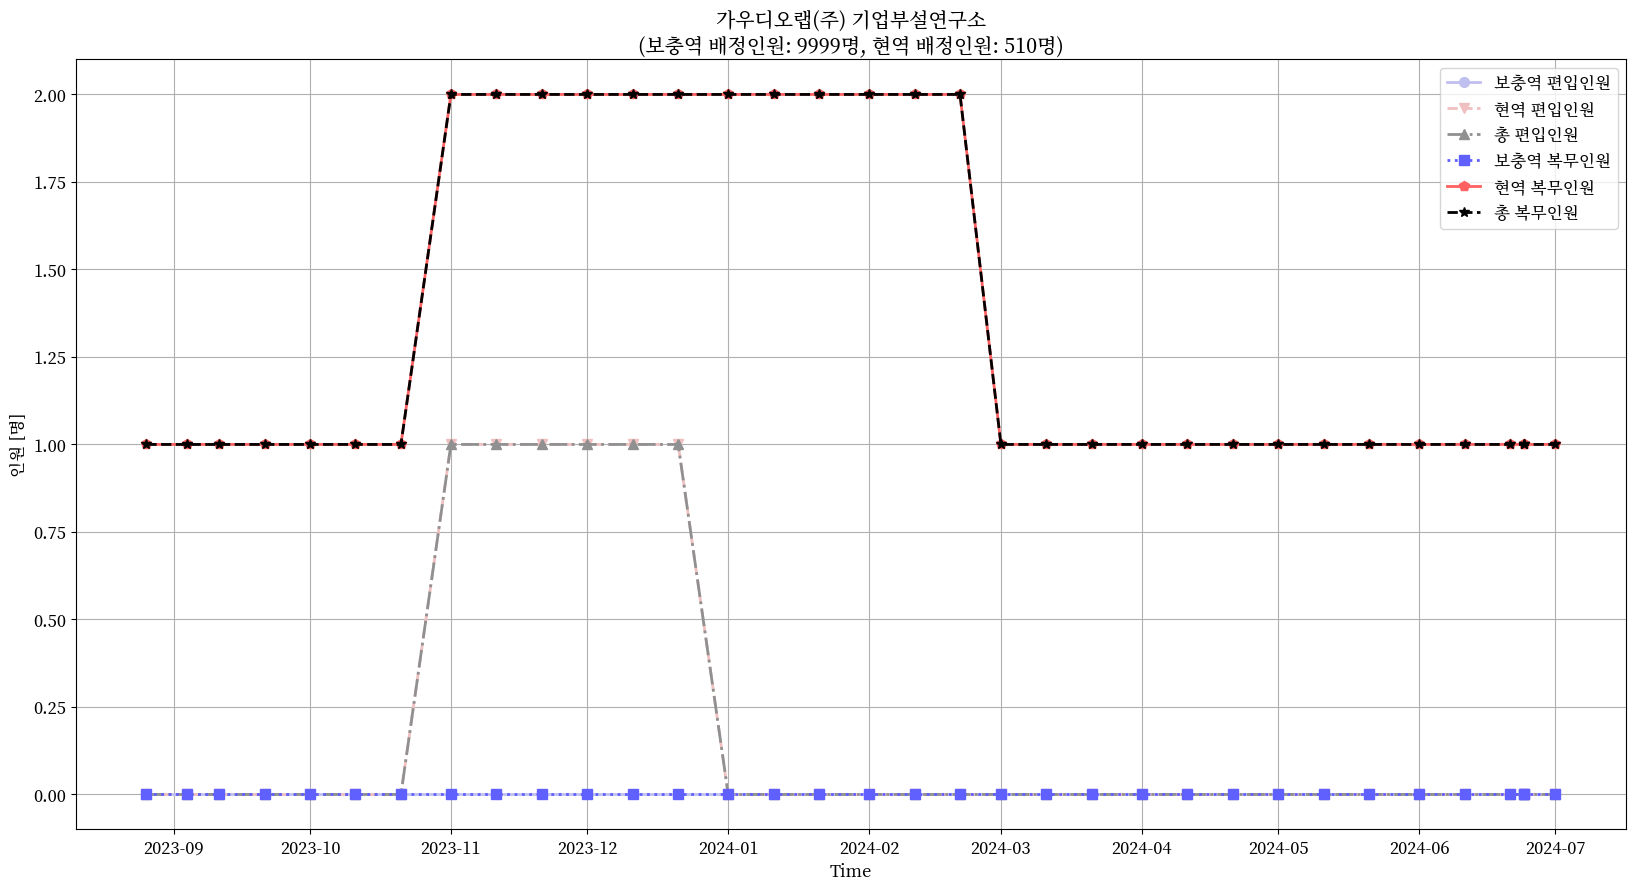 가우디오랩(주) 기업부설연구소
(보충역 배정인원: 9999명, 현역 배정인원: 510명)
보충역 편입인원
현역 편입인원
총 편입인원
보충역 복무인원
현역 복무인원
총 복무인원
인원 [명]
2.00
1.75
1.50
1.25
1.00
0.75
0.50
0.25
0.00
2023-09
2023-10
2023-11
2023-12
2024-01
2024-02
2024-03
2024-04
2024-05
2024-06
2024-07
Time